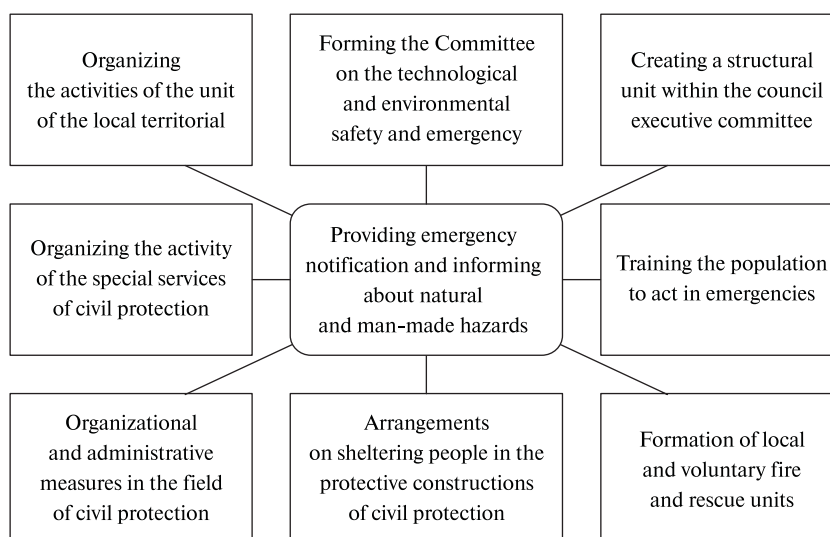 Organizing
the activities of the unit
of the local territorial
Forming the Committee
on the technological
and environmental
safety and emergency
Creating a structural
unit within the council
executive committee
Organizing the activity
of the special services
of civil protection
Providing emergency
notification and informing
about natural
and man-made hazards
Training the population
to act in emergencies
Organizational
and administrative
measures in the field
of civil protection
Arrangements
on sheltering people in the
protective constructions
of civil protection
Formation of local
and voluntary fire
and rescue units